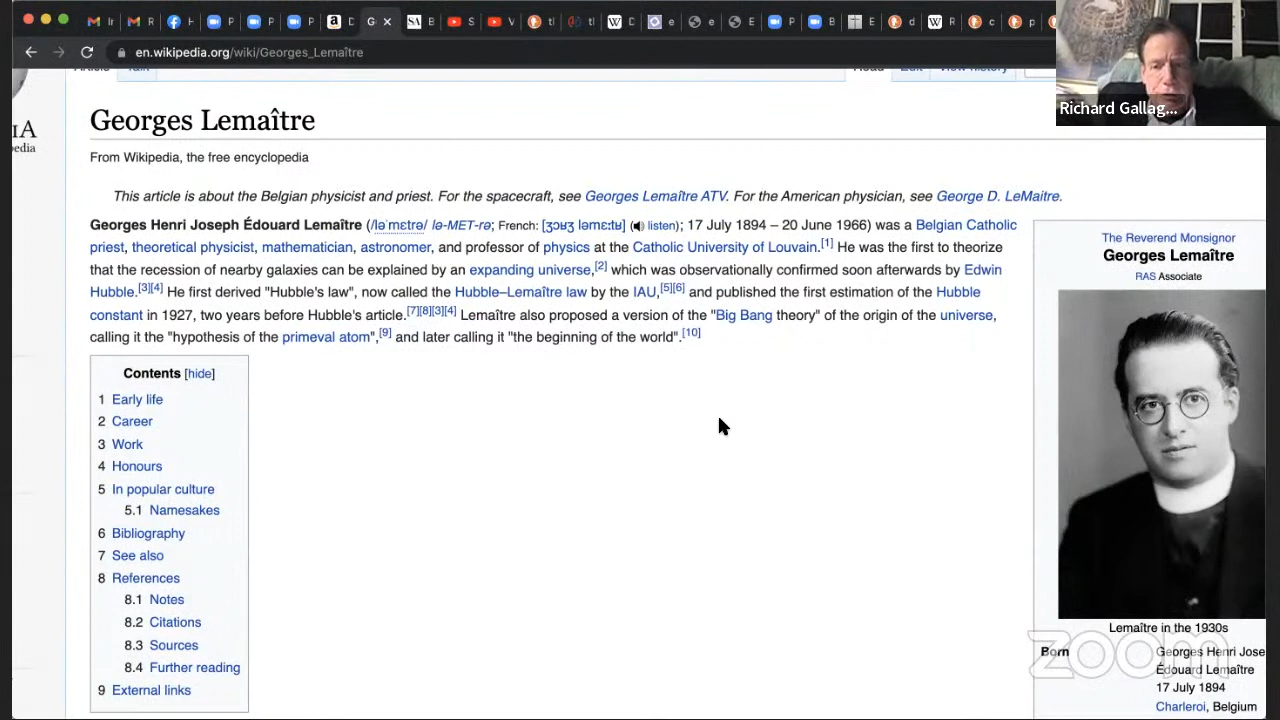 en.wikipedia.org/wiki/Georges_Lemaître
Richard Gallag...
Georges Lemaître
From Wikipedia, the free encyclopedia
This article is about the Belgian physicist and priest. For the spacecraft, see Georges Lemaître ATV. For the American physician, see George D. LeMaitre.
Georges Henri Joseph Édouard Lemaître (/ləˈmɛtrə/ lə-MET-rə; French: [ʒɔʁʒ ləmɛːtʁ] (listen); 17 July 1894 – 20 June 1966) was a Belgian Catholic
priest, theoretical physicist, mathematician, astronomer, and professor of physics at the Catholic University of Louvain.[1] He was the first to theorize
that the recession of nearby galaxies can be explained by an expanding universe,[2] which was observationally confirmed soon afterwards by Edwin
Hubble.[3][4] He first derived "Hubble's law", now called the Hubble–Lemaître law by the IAU,[5][6] and published the first estimation of the Hubble
constant in 1927, two years before Hubble's article.[7][8][3][4] Lemaître also proposed a version of the "Big Bang theory" of the origin of the universe,
calling it the "hypothesis of the primeval atom",[9] and later calling it "the beginning of the world".[10]
Contents [hide]
1 Early life
2 Career
3 Work
4 Honours
5 In popular culture
5.1 Namesakes
6 Bibliography
7 See also
8 References
8.1 Notes
8.2 Citations
8.3 Sources
8.4 Further reading
9 External links
The Reverend Monsignor
Georges Lemaître
RAS Associate
Lemaître in the 1930s
Born Georges Henri Jose
Édouard Lemaître
17 July 1894
Charleroi, Belgium
zoom